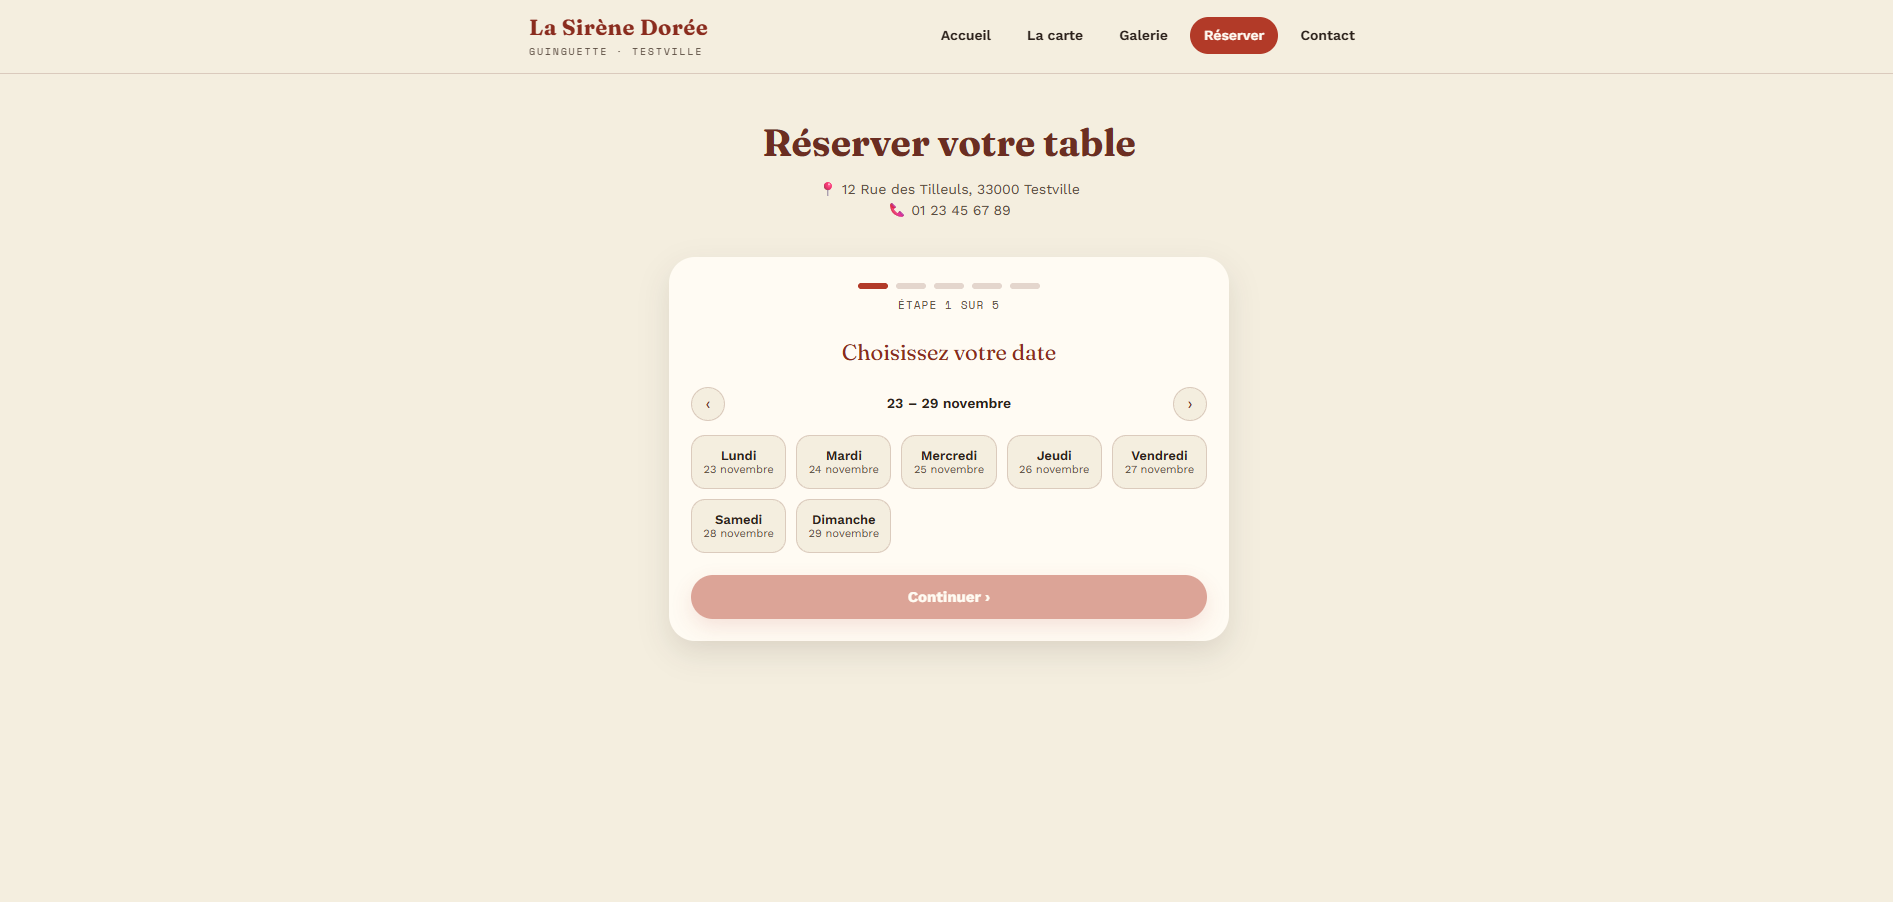 La Sirène Dorée
GUINGUETTE · TESTVILLE
Accueil La carte Galerie Réserver Contact
Réserver votre table
📍 12 Rue des Tilleuls, 33000 Testville
📞 01 23 45 67 89
ÉTAPE 1 SUR 5
Choisissez votre date
‹ 23 – 29 novembre ›
Lundi Mardi Mercredi Jeudi Vendredi
23 novembre 24 novembre 25 novembre 26 novembre 27 novembre
Samedi Dimanche
28 novembre 29 novembre
Continuer ›